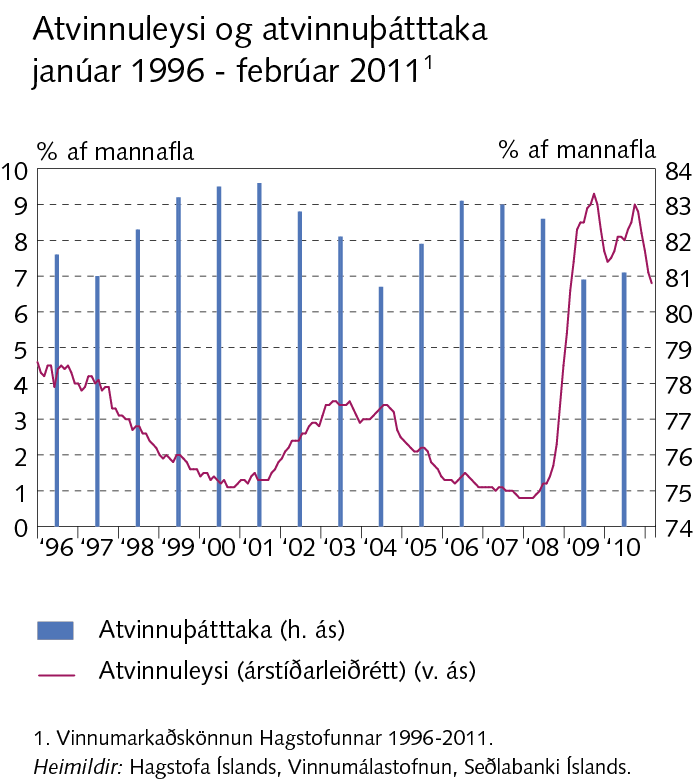 Atvinnuleysi og atvinnuþátttaka
janúar 1996 - febrúar 2011¹
% af mannafla % af mannafla
10 84
9 83
8 82
7 81
6 80
5 79
4 78
3 77
2 76
1 75
0 74
‘96 ‘97 ‘98 ‘99 ‘00 ‘01 ‘02 ‘03 ‘04 ‘05 ‘06 ‘07 ‘08 ‘09 ‘10
Atvinnuþátttaka (h. ás)
Atvinnuleysi (árstíðarleiðrétt) (v. ás)
1. Vinnumarkaðskönnun Hagstofunnar 1996-2011.
Heimildir: Hagstofa Íslands, Vinnumálastofnun, Seðlabanki Íslands.